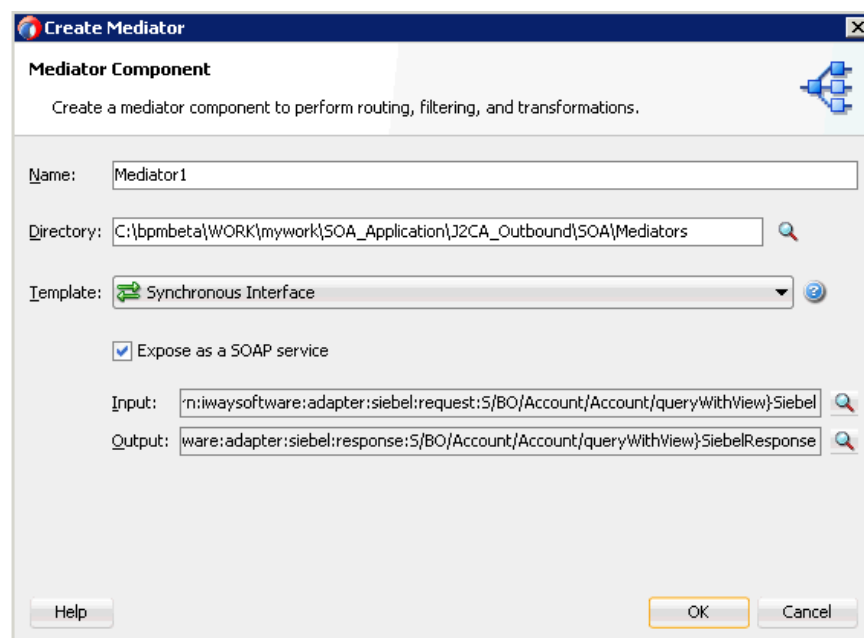 Create Mediator
Mediator Component
Create a mediator component to perform routing, filtering, and transformations.
Name: Mediator1
Directory: C:\bpmbeta\WORK\mywork\SOA_Application\J2CA_Outbound\SOA\Mediators
Template: Synchronous Interface
Expose as a SOAP service
Input: n:iwaysoftware:adapter:siebel:request:S/BO/Account/Account/queryWithView}Siebel
Output: ware:adapter:siebel:response:S/BO/Account/Account/queryWithView}SiebelResponse
Help OK Cancel